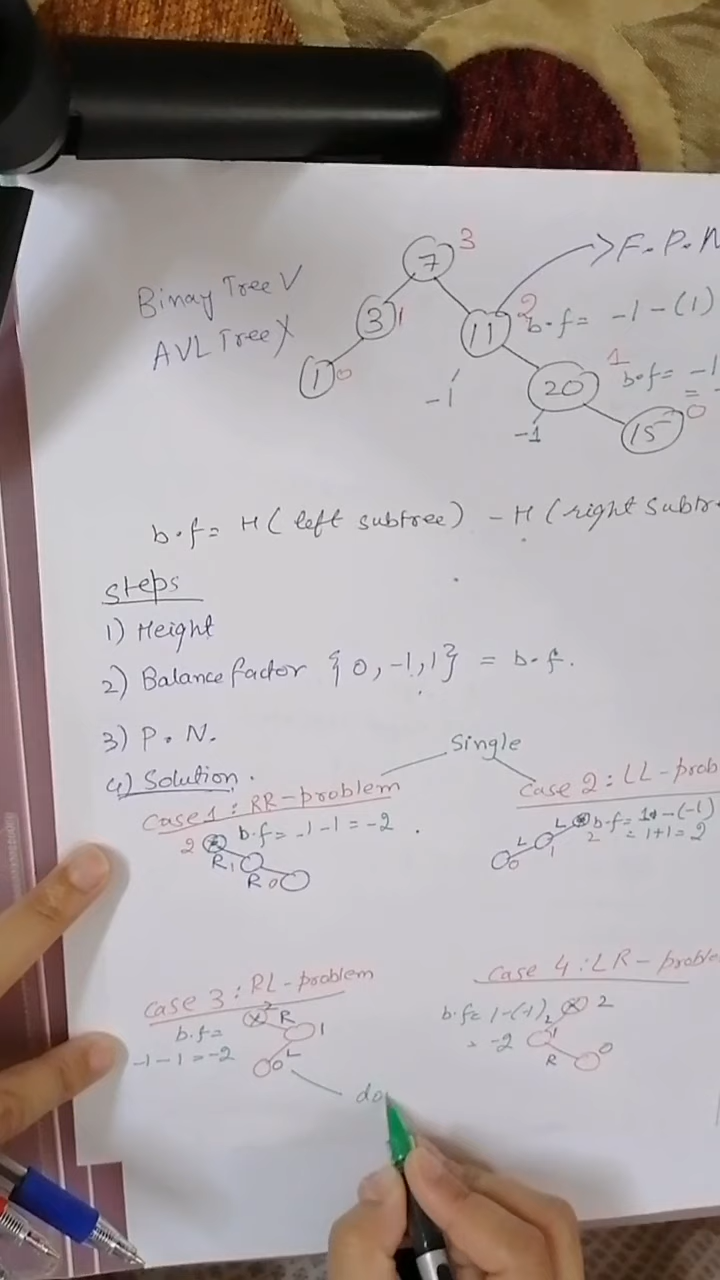 7 3
F.P.N
Binay Tree √
3 1
11 2 b.f = -1-(1)
AVL Tree X
1 0
-1
20 1 b.f = -1
=
-1
15 0
b.f = H (left subtree) - H (right subtr
Steps
1) Height
2) Balance factor {0, -1, 1} = b.f.
3) P.N.
Single
4) Solution.
Case 1 : RR-problem
Case 2 : LL-prob
2 b.f = -1-1 = -2 .
R 1
R 0
L b.f = 1-(-1)
2 = 1+1 = 2
L 1
0
Case 3 : RL-problem
Case 4 : LR-proble
b.f =
-1-1 = -2
2 R
1
L
0
b.f = 1-(-1)
= -2
L 2
1
R 0
do